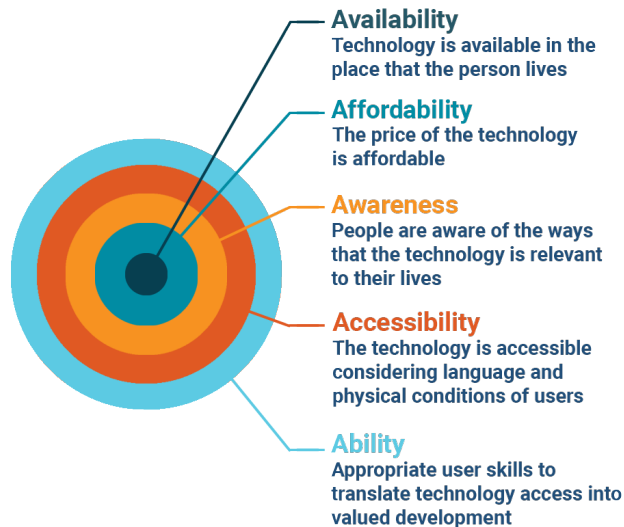 Availability
Technology is available in the
place that the person lives
Affordability
The price of the technology
is affordable
Awareness
People are aware of the ways
that the technology is relevant
to their lives
Accessibility
The technology is accessible
considering language and
physical conditions of users
Ability
Appropriate user skills to
translate technology access into
valued development